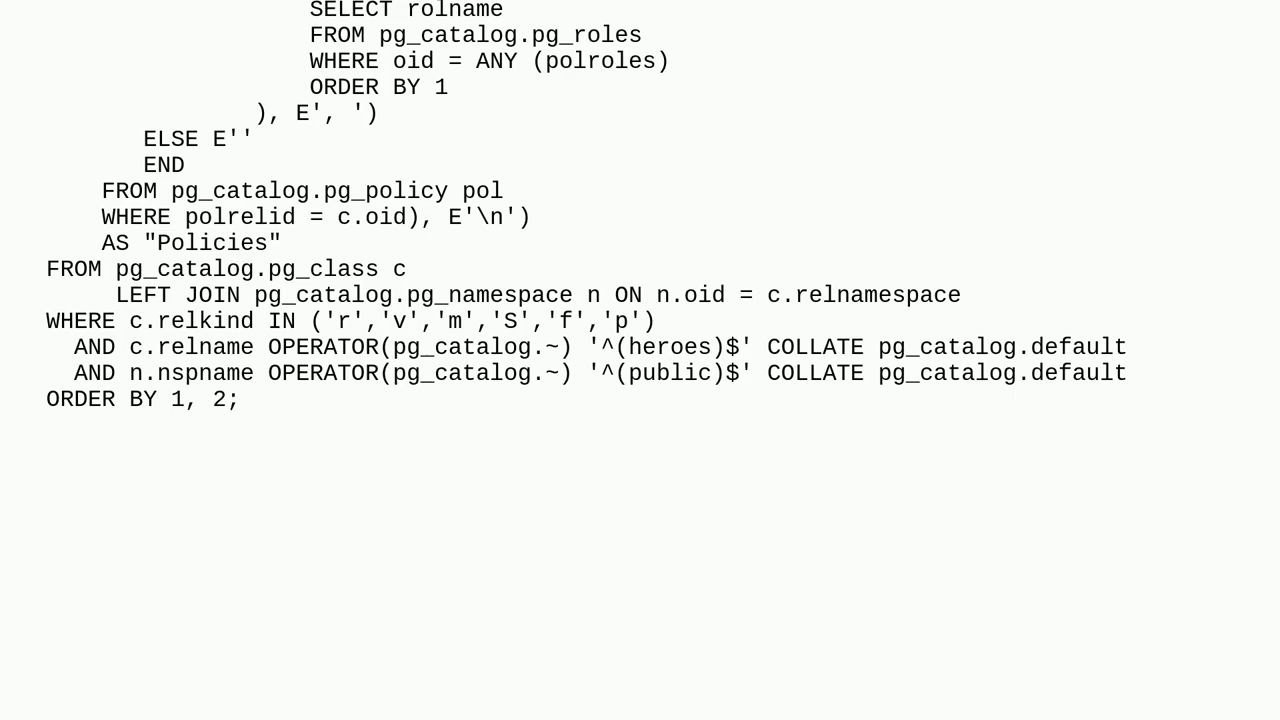 SELECT rolname
FROM pg_catalog.pg_roles
WHERE oid = ANY (polroles)
ORDER BY 1
), E', ')
ELSE E''
END
FROM pg_catalog.pg_policy pol
WHERE polrelid = c.oid), E'\n')
AS "Policies"
FROM pg_catalog.pg_class c
LEFT JOIN pg_catalog.pg_namespace n ON n.oid = c.relnamespace
WHERE c.relkind IN ('r','v','m','S','f','p')
AND c.relname OPERATOR(pg_catalog.~) '^(heroes)$' COLLATE pg_catalog.default
AND n.nspname OPERATOR(pg_catalog.~) '^(public)$' COLLATE pg_catalog.default
ORDER BY 1, 2;